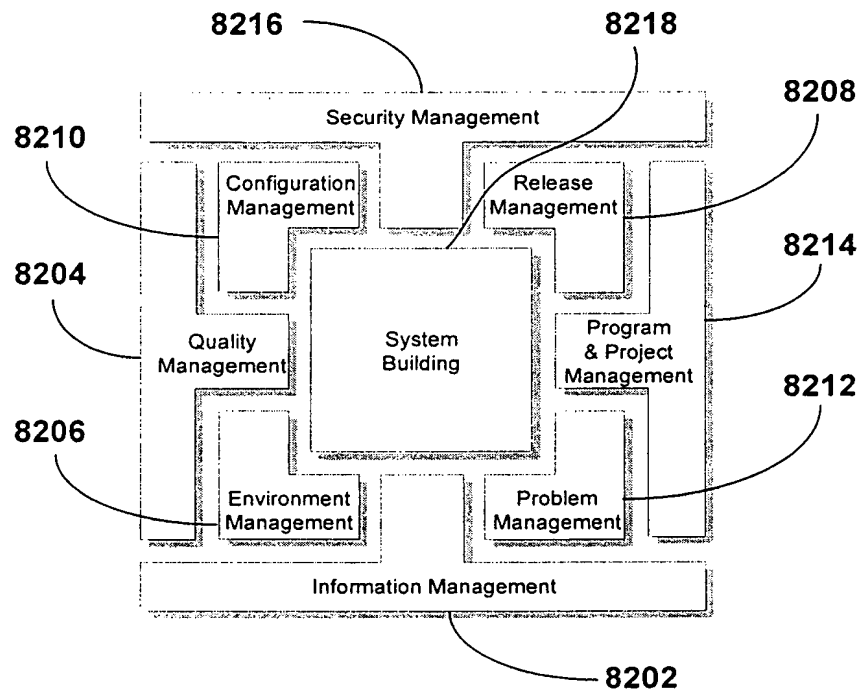 8216
8218
8208
Security Management
8210
Configuration
Management
Release
Management
8214
8204
Quality
Management
System
Building
Program
& Project
Management
8212
8206
Environment
Management
Problem
Management
Information Management
8202